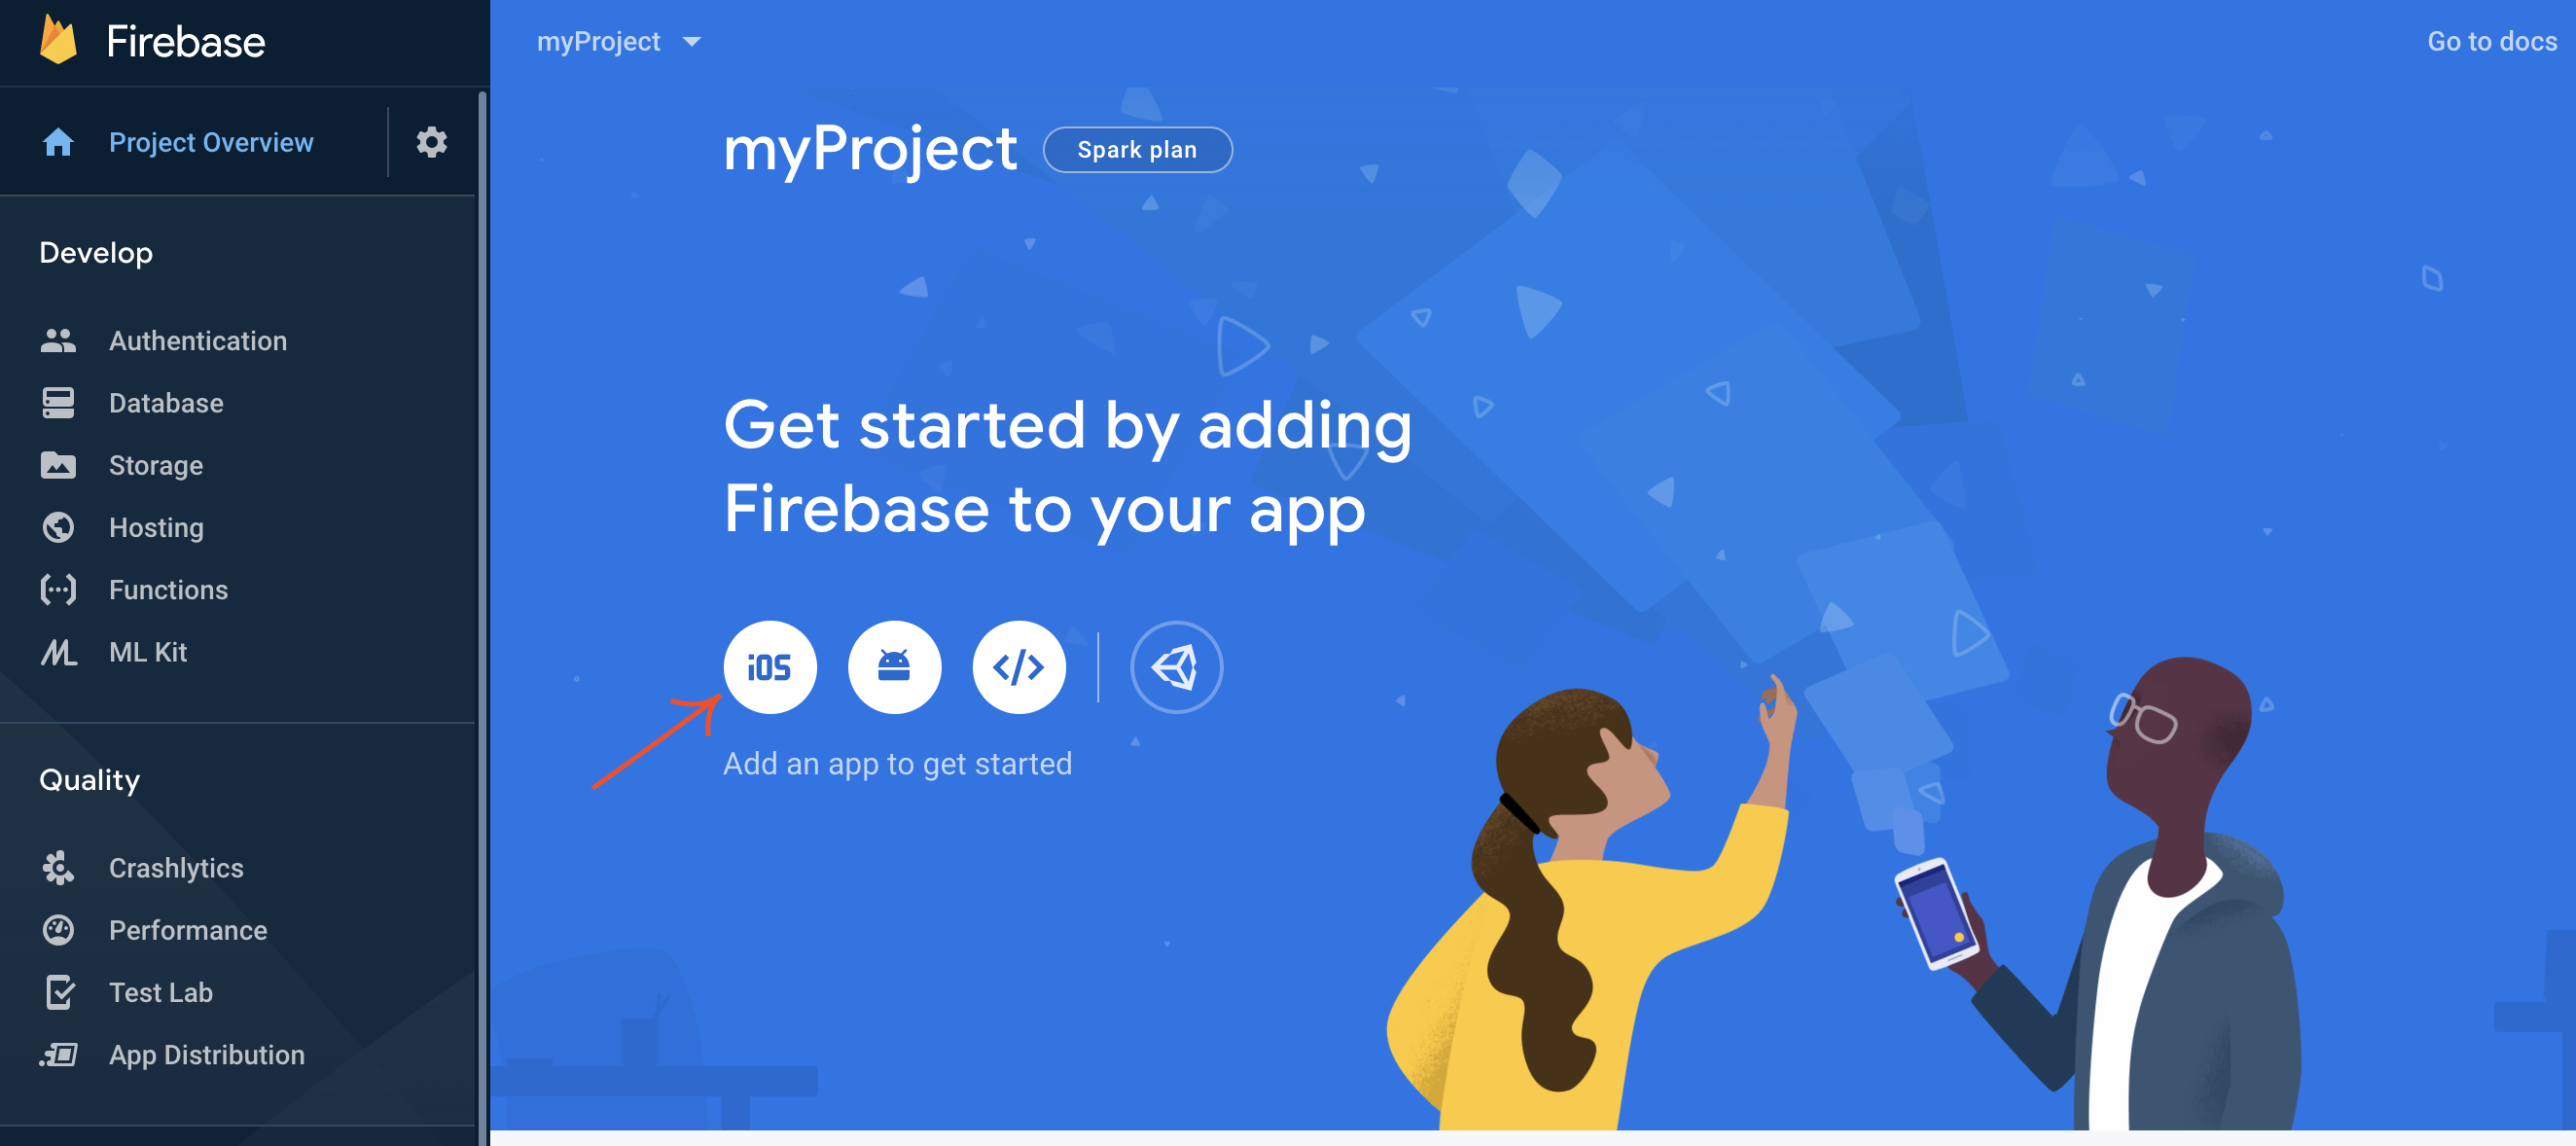 Firebase
Project Overview
Develop
Authentication
Database
Storage
Hosting
Functions
ML Kit
Quality
Crashlytics
Performance
Test Lab
App Distribution
myProject
Go to docs
myProject
Spark plan
Get started by adding
Firebase to your app
iOS
Add an app to get started